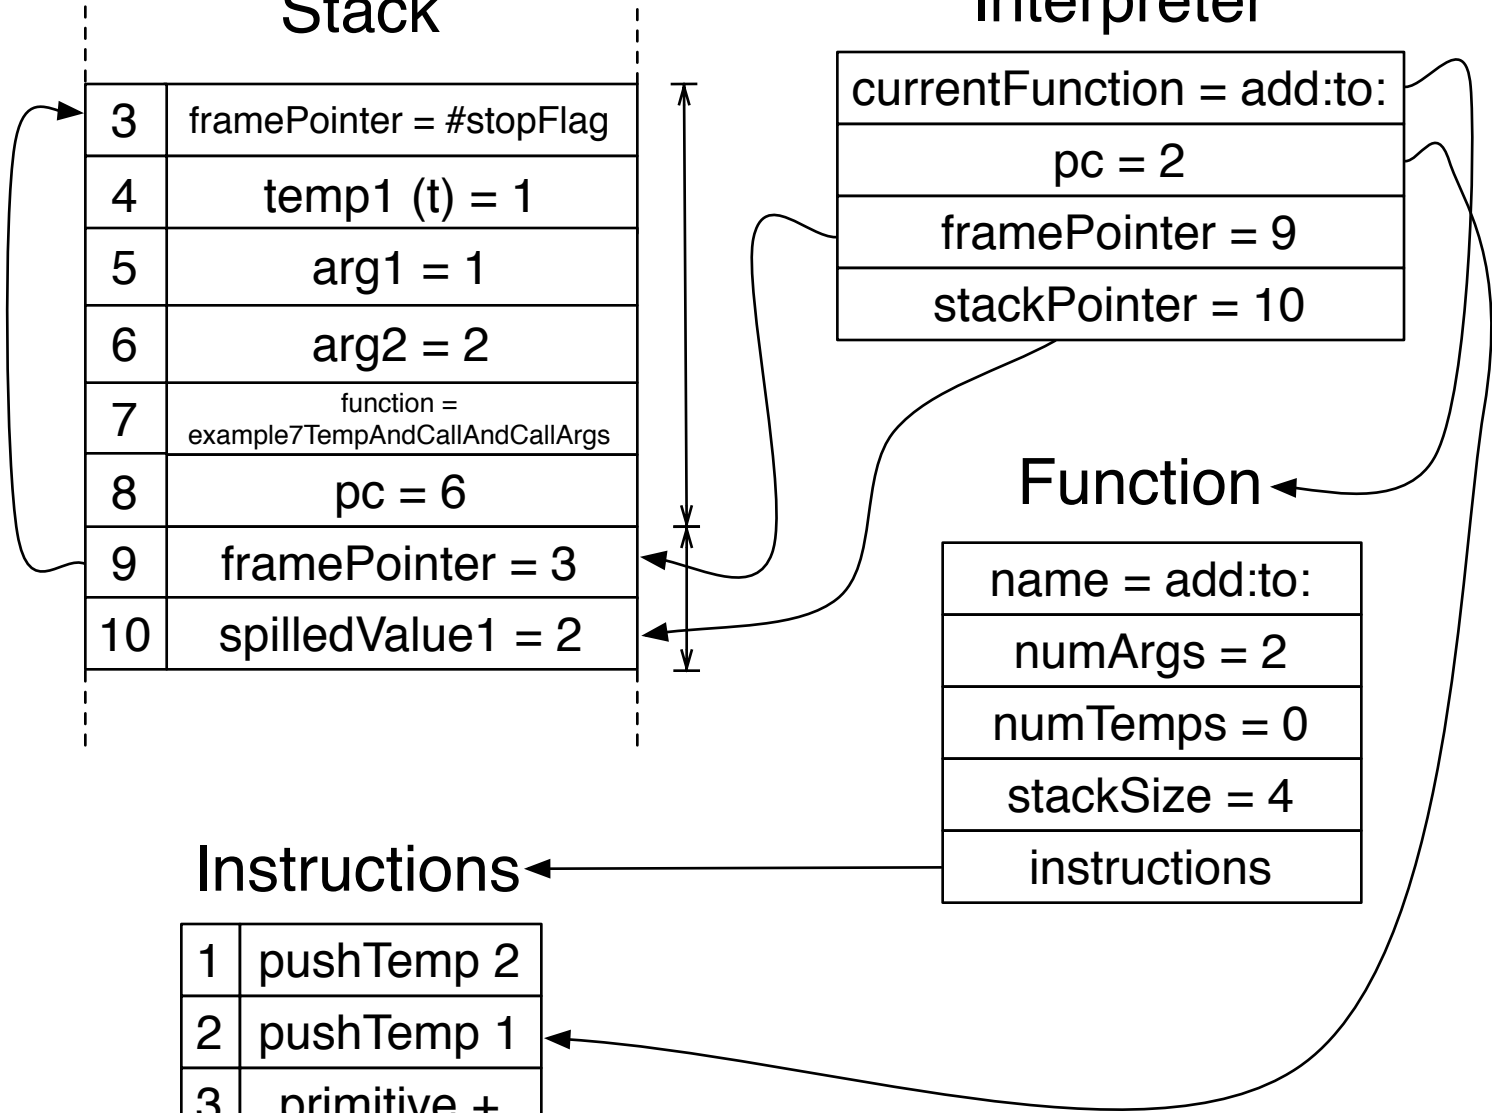 Stack
3 framePointer = #stopFlag
4 temp1 (t) = 1
5 arg1 = 1
6 arg2 = 2
7 function =
example7TempAndCallAndCallArgs
8 pc = 6
9 framePointer = 3
10 spilledValue1 = 2
Interpreter
currentFunction = add:to:
pc = 2
framePointer = 9
stackPointer = 10
Function
name = add:to:
numArgs = 2
numTemps = 0
stackSize = 4
instructions
Instructions
1 pushTemp 2
2 pushTemp 1
3 primitive +